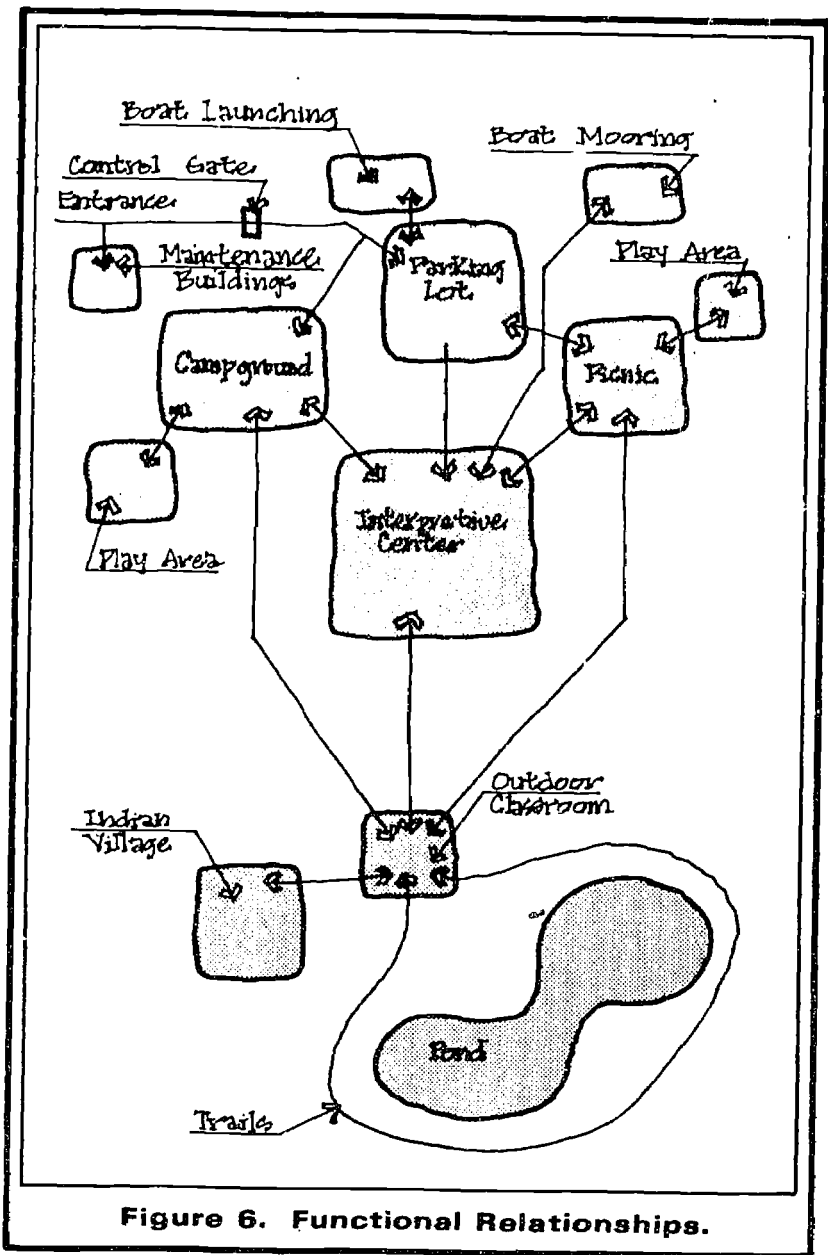 Boat Launching
Boat Mooring
Control Gate
Entrance
Maintenance
Buildings
Parking
Lot
Play Area
Campground
Picnic
Interpretive
Center
Play Area
Outdoor
Classroom
Indian
Village
Pond
Trails
Figure 6. Functional Relationships.